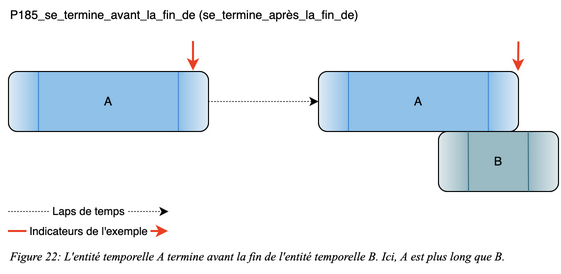 P185_se_termine_avant_la_fin_de (se_termine_après_la_fin_de)
A
A
B
Laps de temps
Indicateurs de l'exemple
Figure 22: L'entité temporelle A termine avant la fin de l'entité temporelle B. Ici, A est plus long que B.